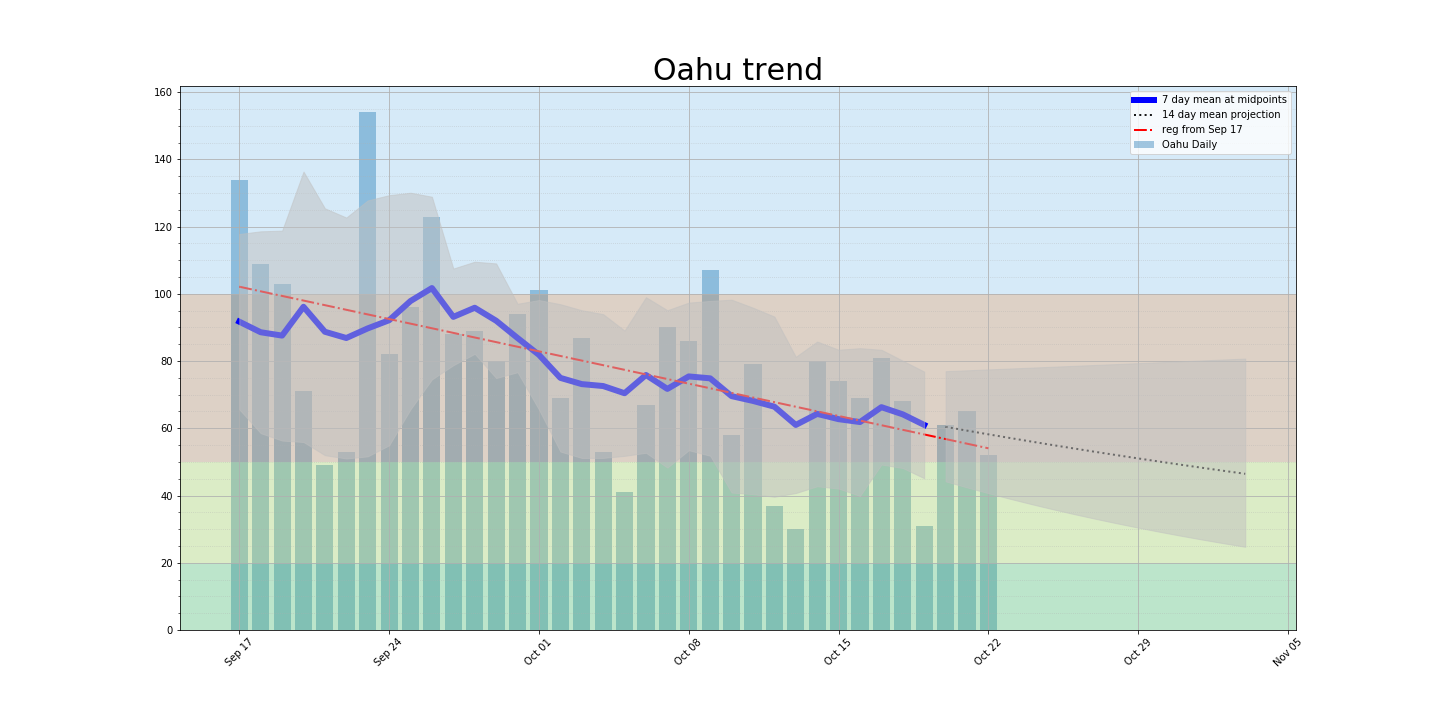 Oahu trend
160
140
120
100
80
60
40
20
0
7 day mean at midpoints
14 day mean projection
reg from Sep 17
Oahu Daily
Sep 17
Sep 24
Oct 01
Oct 08
Oct 15
Oct 22
Oct 29
Nov 05